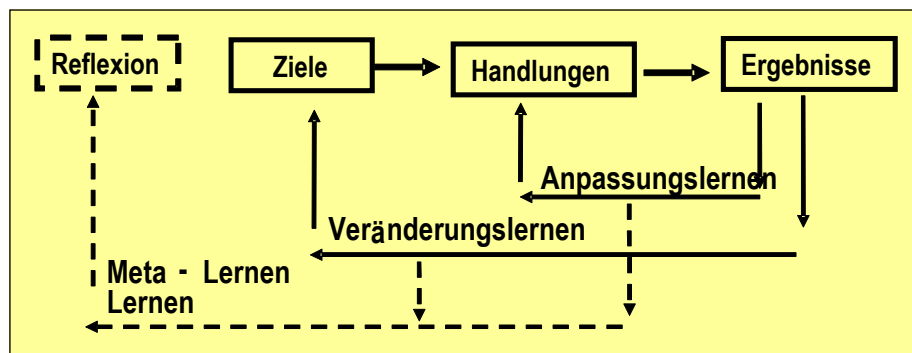 Reflexion
Ziele
Handlungen
Ergebnisse
Anpassungslernen
Veränderungslernen
Meta - Lernen
Lernen